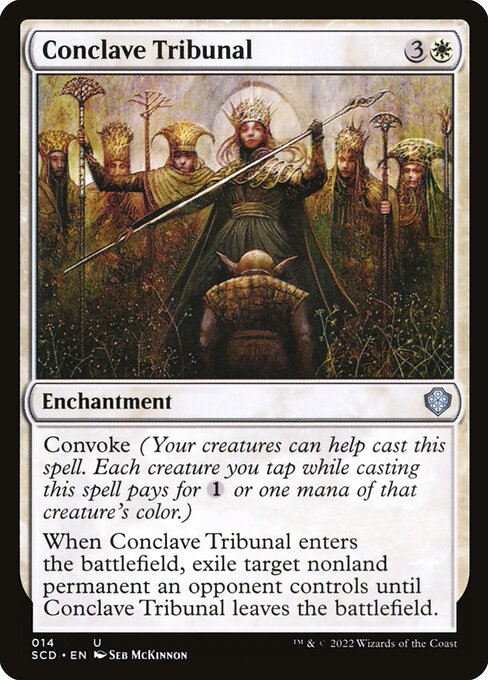 Conclave Tribunal 3
Enchantment
Convoke (Your creatures can help cast this
spell. Each creature you tap while casting
this spell pays for 1 or one mana of that
creature's color.)
When Conclave Tribunal enters
the battlefield, exile target nonland
permanent an opponent controls until
Conclave Tribunal leaves the battlefield.
014 U
SCD • EN Seb McKinnon
™ & © 2022 Wizards of the Coast